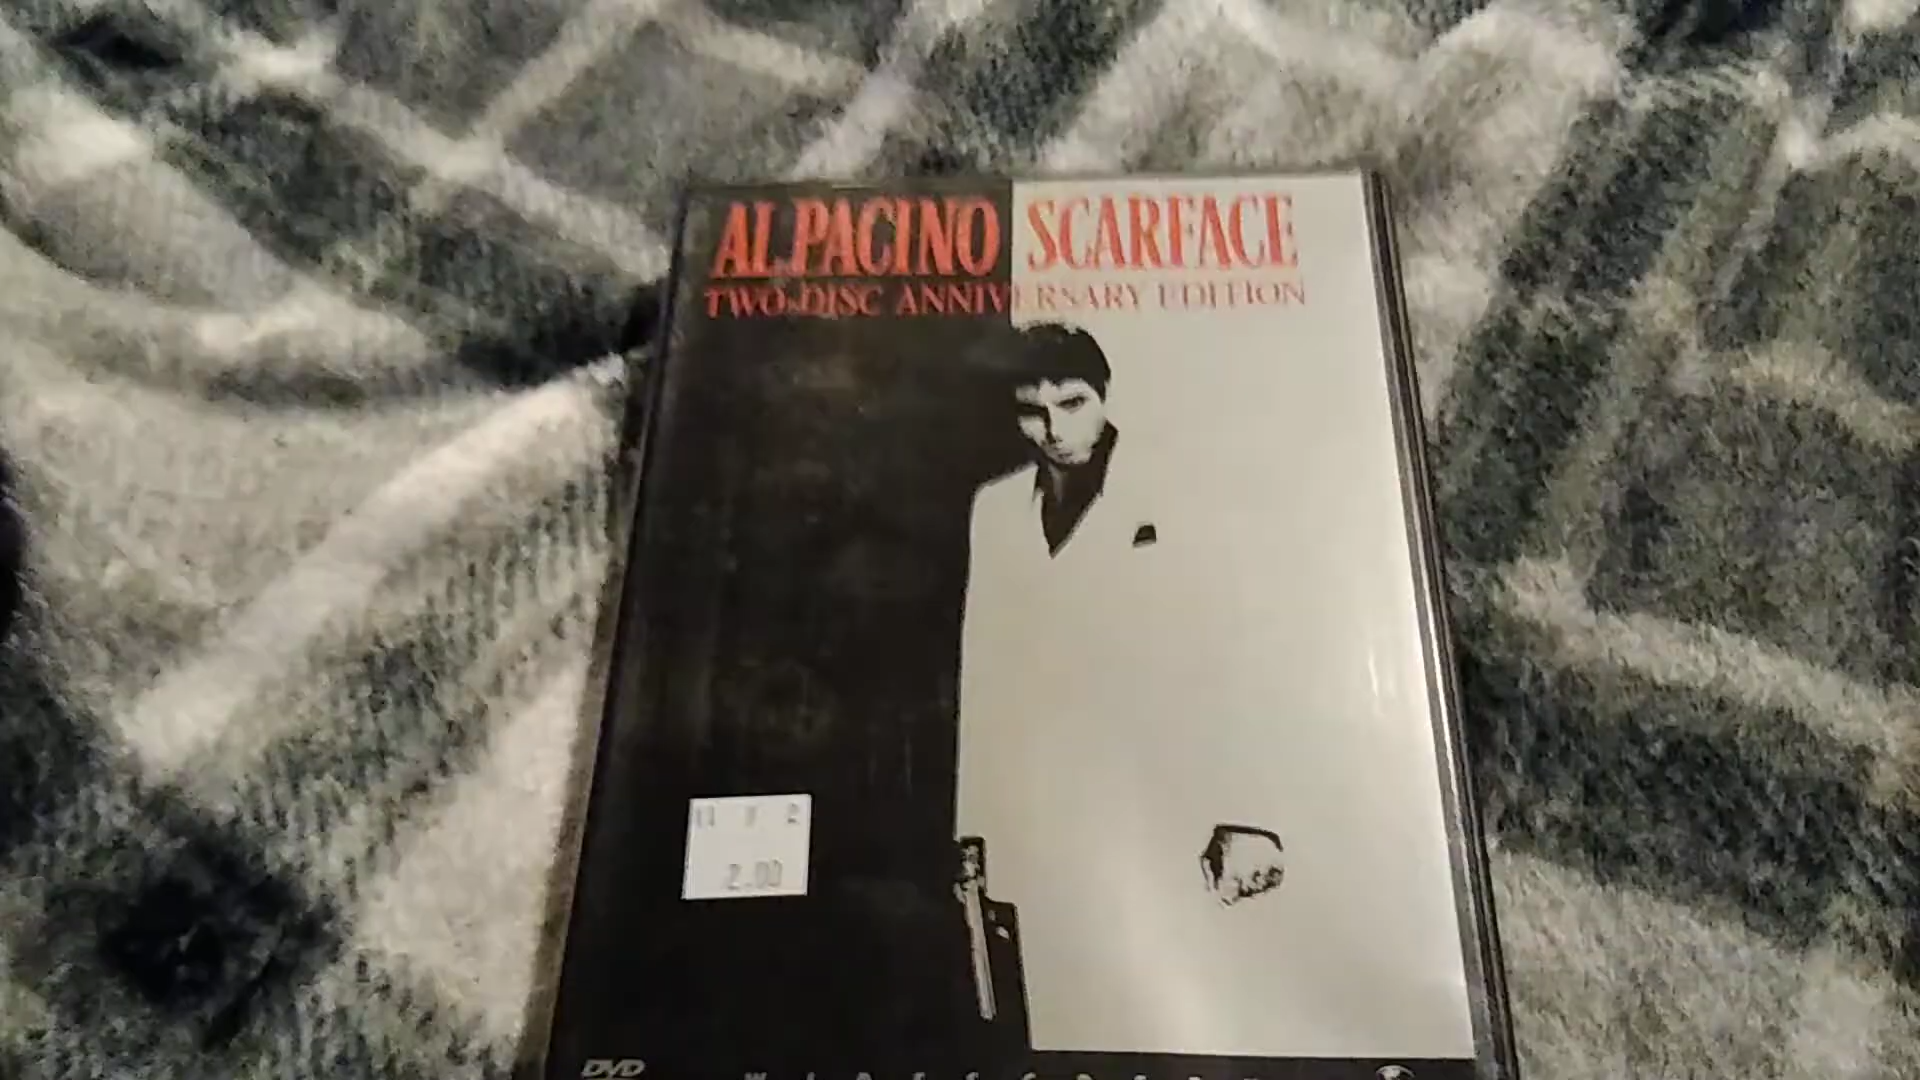 AL PACINO SCARFACE
TWO-DISC ANNIVERSARY EDITION
2.00
DVD